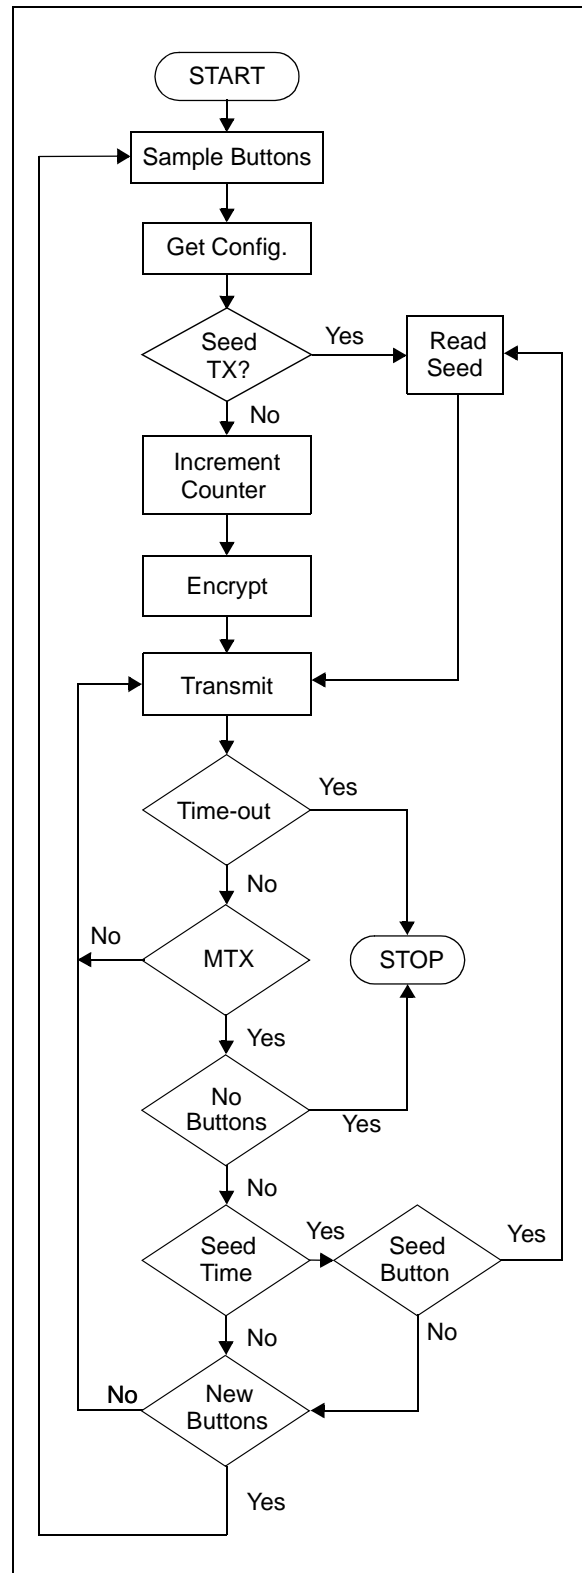 START
Sample Buttons
Get Config.
Seed
TX?
Yes
Read
Seed
No
Increment
Counter
Encrypt
Transmit
Time-out
Yes
No
No
MTX
STOP
Yes
No
Buttons
Yes
No
Seed
Time
Yes
Seed
Button
Yes
No
No
No
New
Buttons
Yes